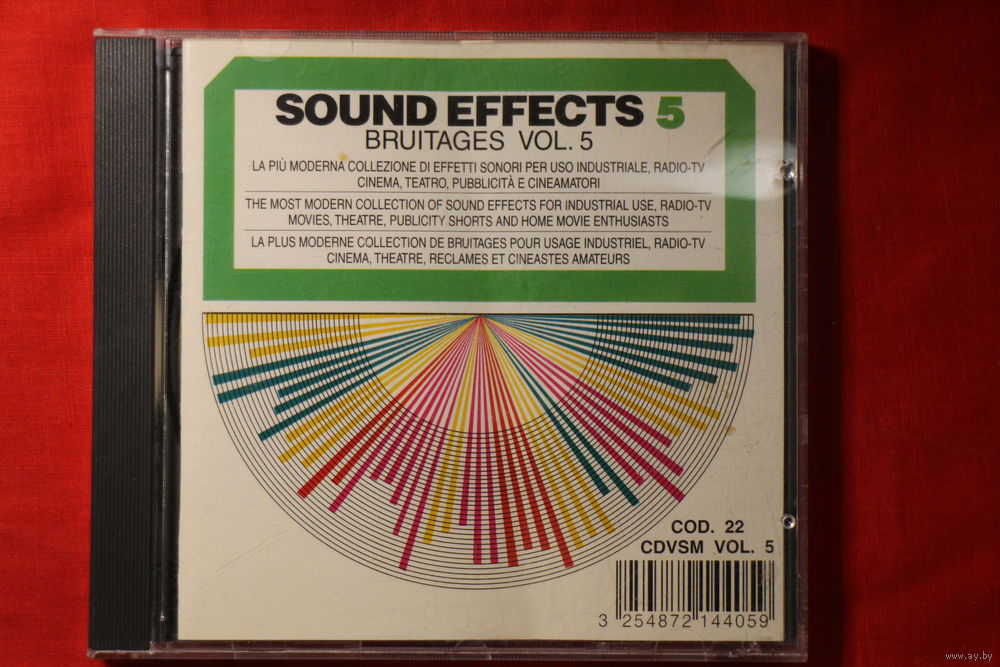 SOUND EFFECTS 5
BRUITAGES VOL. 5
LA PIÙ MODERNA COLLEZIONE DI EFFETTI SONORI PER USO INDUSTRIALE, RADIO-TV
CINEMA, TEATRO, PUBBLICITÀ E CINEAMATORI
THE MOST MODERN COLLECTION OF SOUND EFFECTS FOR INDUSTRIAL USE, RADIO-TV
MOVIES, THEATRE, PUBLICITY SHORTS AND HOME MOVIE ENTHUSIASTS
LA PLUS MODERNE COLLECTION DE BRUITAGES POUR USAGE INDUSTRIEL, RADIO-TV
CINEMA, THEATRE, RECLAMES ET CINEASTES AMATEURS
COD. 22
CDVSM VOL. 5
3 254872 144059
www.ay.by